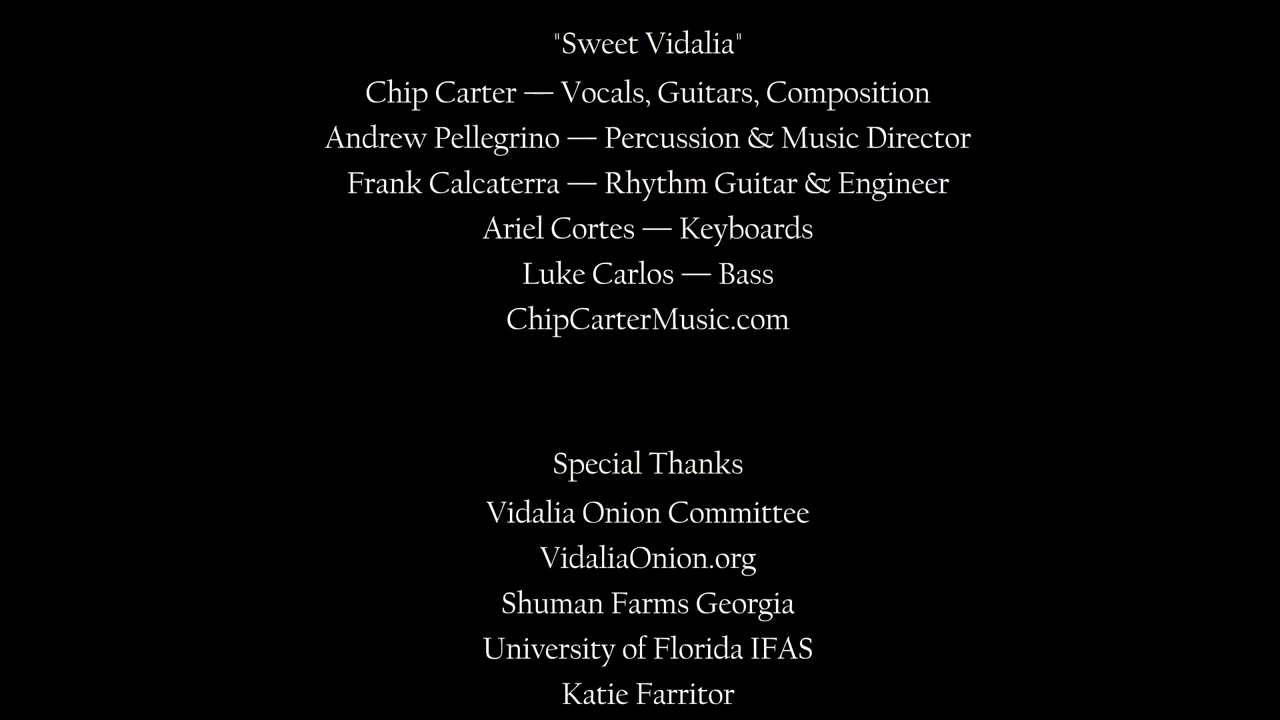 "Sweet Vidalia"
Chip Carter — Vocals, Guitars, Composition
Andrew Pellegrino — Percussion & Music Director
Frank Calcaterra — Rhythm Guitar & Engineer
Ariel Cortes — Keyboards
Luke Carlos — Bass
ChipCarterMusic.com
Special Thanks
Vidalia Onion Committee
VidaliaOnion.org
Shuman Farms Georgia
University of Florida IFAS
Katie Farritor